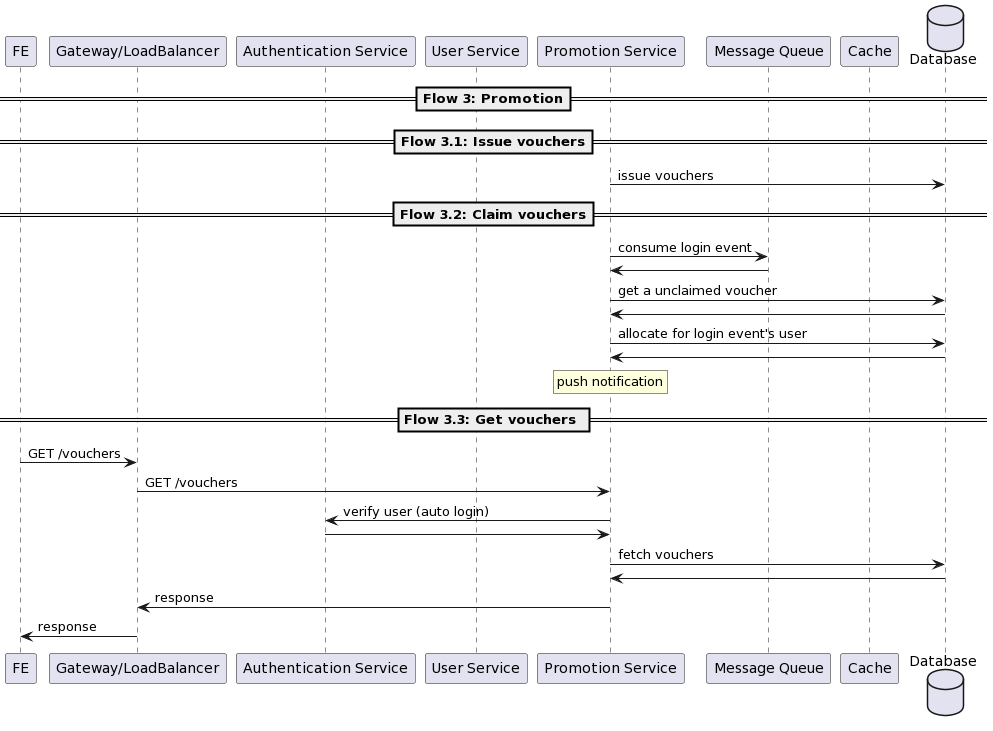 FE Gateway/LoadBalancer Authentication Service User Service Promotion Service Message Queue Cache Database
Flow 3: Promotion
Flow 3.1: Issue vouchers
issue vouchers
Flow 3.2: Claim vouchers
consume login event
get a unclaimed voucher
allocate for login event's user
push notification
Flow 3.3: Get vouchers
GET /vouchers
GET /vouchers
verify user (auto login)
fetch vouchers
response
response
FE Gateway/LoadBalancer Authentication Service User Service Promotion Service Message Queue Cache Database